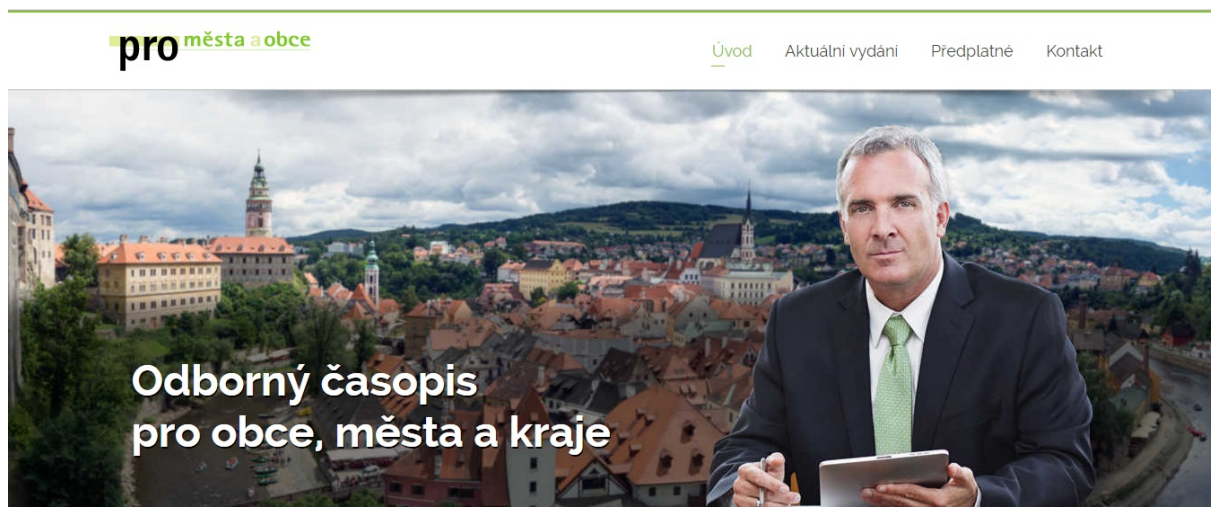 pro města a obce
Úvod Aktuální vydání Předplatné Kontakt
Odborný časopis
pro obce, města a kraje